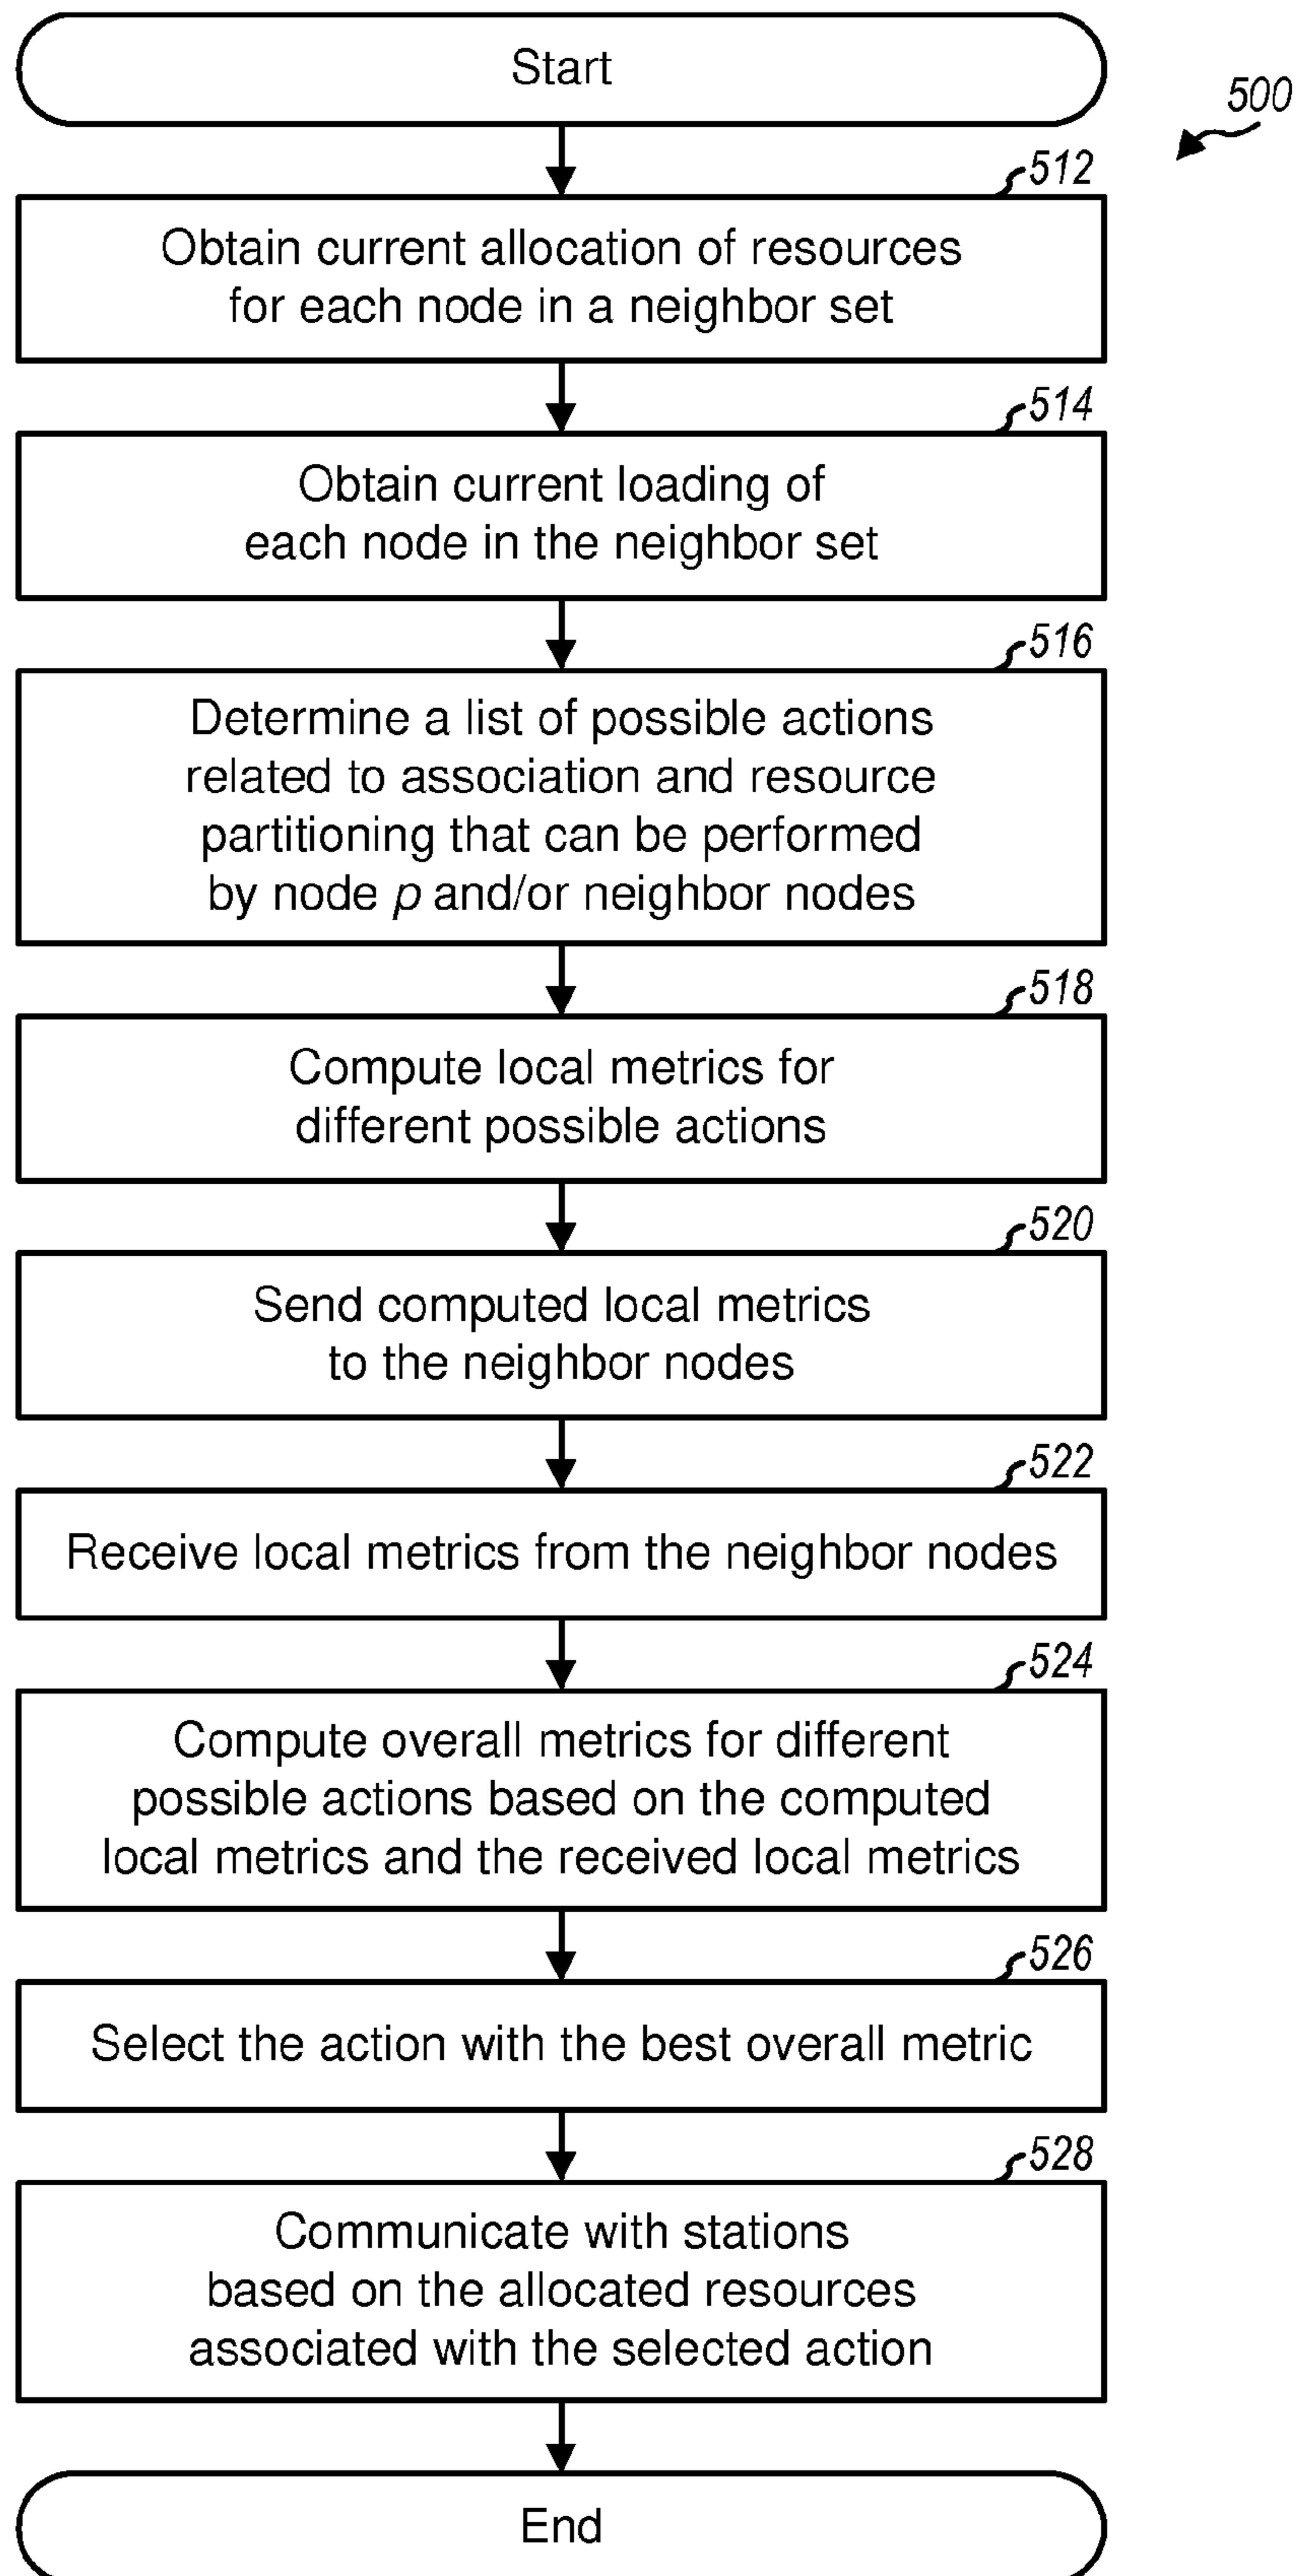 Start
500
512
Obtain current allocation of resources
for each node in a neighbor set
514
Obtain current loading of
each node in the neighbor set
516
Determine a list of possible actions
related to association and resource
partitioning that can be performed
by node p and/or neighbor nodes
518
Compute local metrics for
different possible actions
520
Send computed local metrics
to the neighbor nodes
522
Receive local metrics from the neighbor nodes
524
Compute overall metrics for different
possible actions based on the computed
local metrics and the received local metrics
526
Select the action with the best overall metric
528
Communicate with stations
based on the allocated resources
associated with the selected action
End